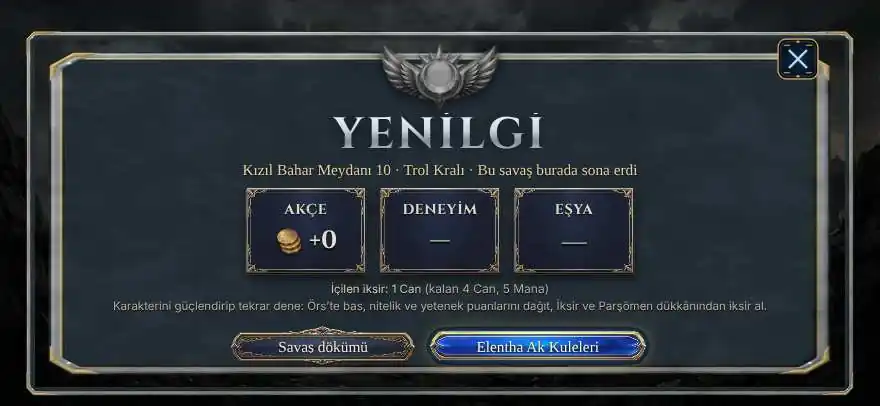 YENİLGİ
Kızıl Bahar Meydanı 10 · Trol Kralı · Bu savaş burada sona erdi
AKÇE
+0
DENEYİM
—
EŞYA
—
İçilen iksir: 1 Can (kalan 4 Can, 5 Mana)
Karakterini güçlendirip tekrar dene: Örs'te bas, nitelik ve yetenek puanlarını dağıt, İksir ve Parşömen dükkânından iksir al.
Savaş dökümü
Elentha Ak Kuleleri